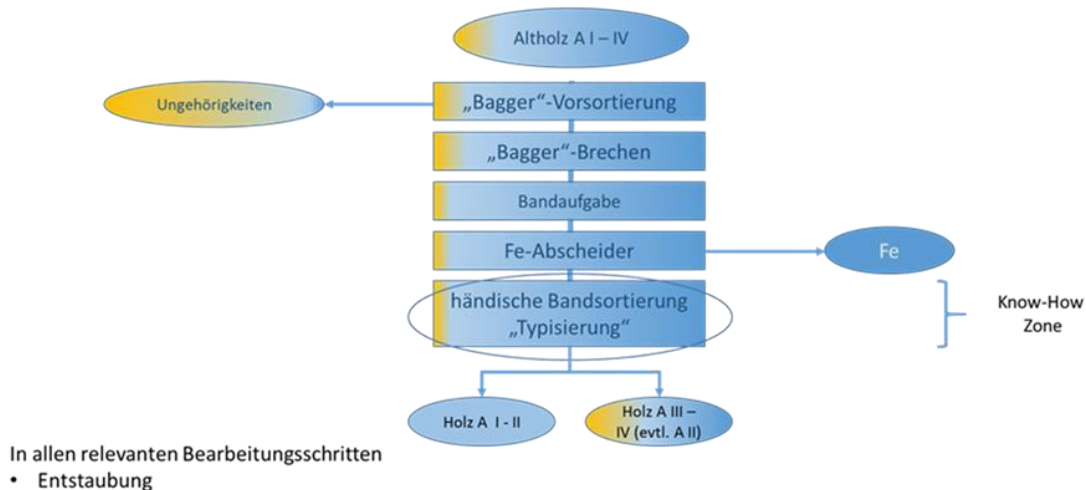 Altholz A I – IV
Ungehörigkeiten
„Bagger“-Vorsortierung
„Bagger“-Brechen
Bandaufgabe
Fe-Abscheider
Fe
händische Bandsortierung
„Typisierung“
Know-How
Zone
Holz A I - II
Holz A III –
IV (evtl. A II)
In allen relevanten Bearbeitungsschritten
• Entstaubung